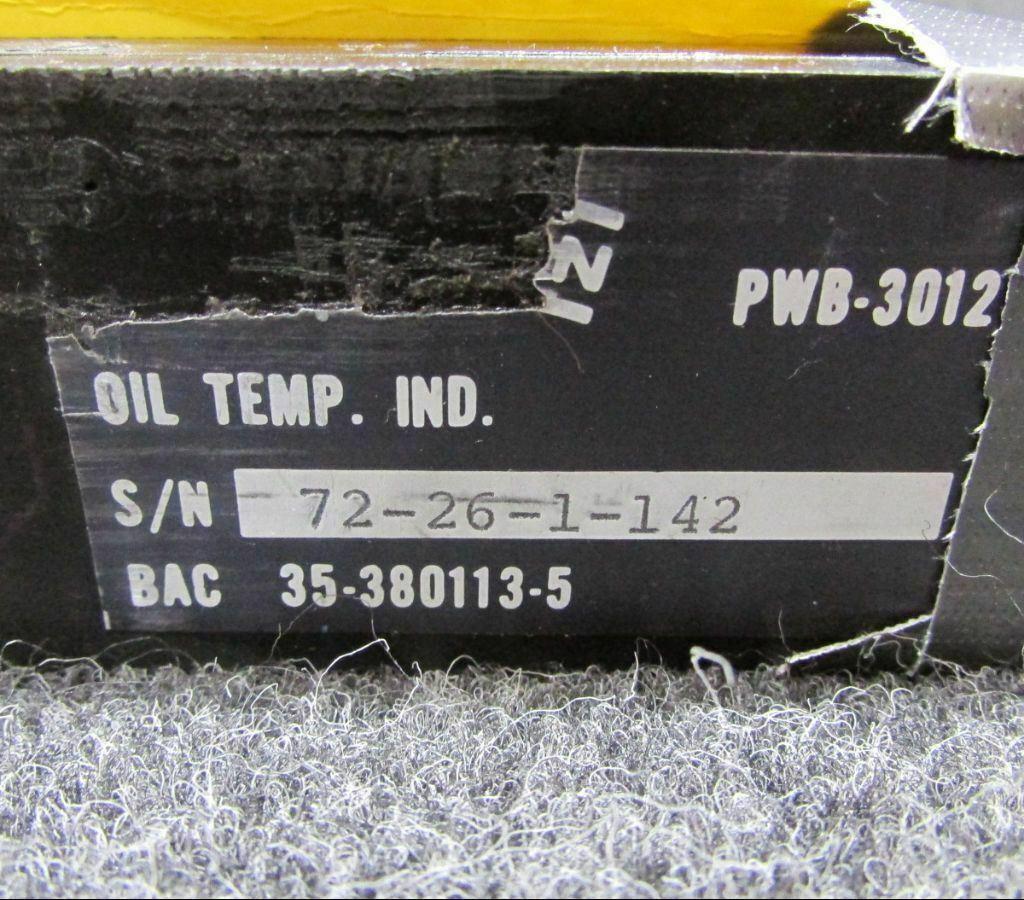 PWB-3012
OIL TEMP. IND.
S/N 72-26-1-142
BAC 35-380113-5